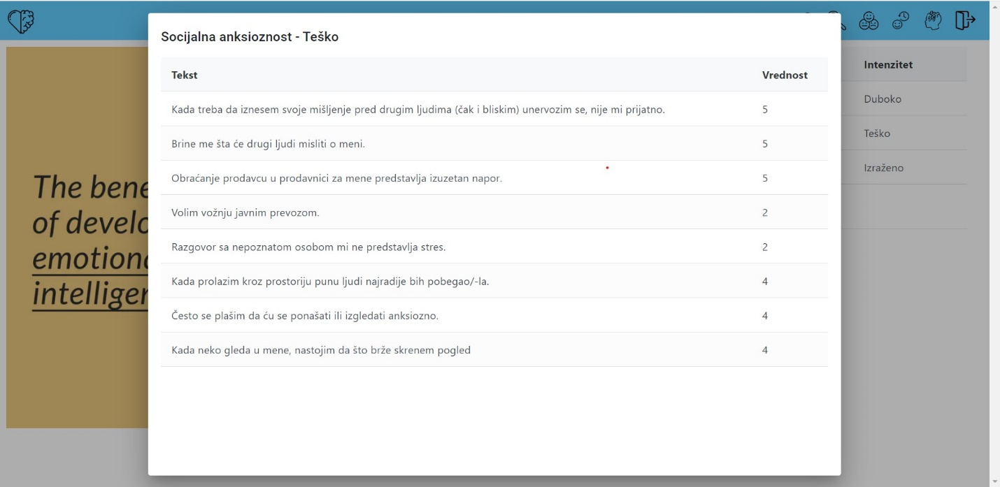 Socijalna anksioznost - Teško
Tekst Vrednost
Kada treba da iznesem svoje mišljenje pred drugim ljudima (čak i bliskim) unervozim se, nije mi prijatno. 5
Brine me šta će drugi ljudi misliti o meni. 5
Obraćanje prodavcu u prodavnici za mene predstavlja izuzetan napor. 5
Volim vožnju javnim prevozom. 2
Razgovor sa nepoznatom osobom mi ne predstavlja stres. 2
Kada prolazim kroz prostoriju punu ljudi najradije bih pobegao/-la. 4
Često se plašim da ću se ponašati ili izgledati anksiozno. 4
Kada neko gleda u mene, nastojim da što brže skrenem pogled 4
The bene
of develo
emotion
intelliger
Intenzitet
Duboko
Teško
Izraženo